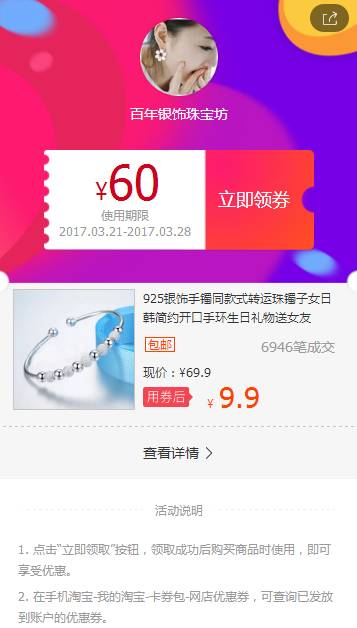 百年银饰珠宝坊
¥60
使用期限
2017.03.21-2017.03.28
立即领券
925银饰手镯同款式转运珠镯子女日
韩简约开口手环生日礼物送女友
包邮 6946笔成交
现价：¥69.9
用券后 ¥ 9.9
查看详情 >
活动说明
1. 点击“立即领取”按钮，领取成功后购买商品时使用，即可
享受优惠。
2. 在手机淘宝-我的淘宝-卡券包-网店优惠券，可查询已发放
到账户的优惠券。